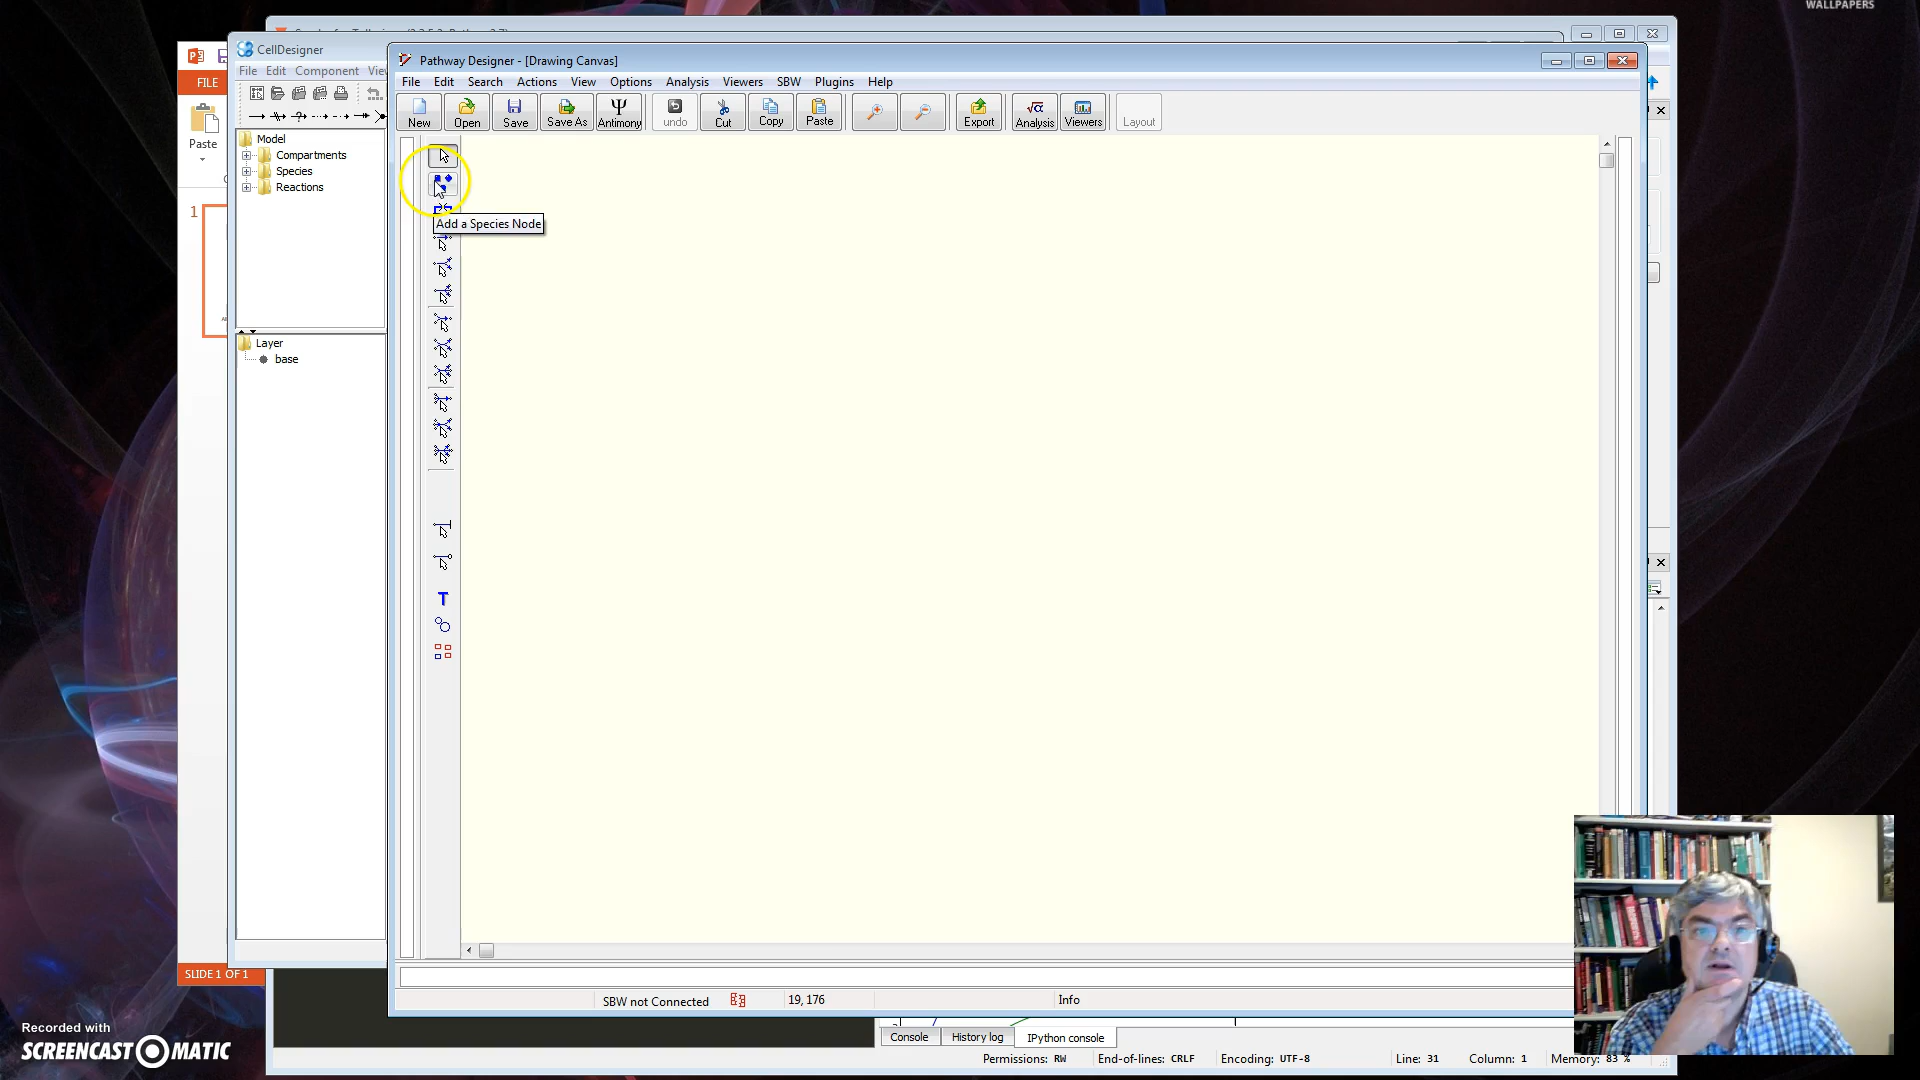 WALLPAPERS
CellDesigner
File Edit Component
FILE
Paste
1
Model
Compartments
Species
Reactions
Layer
base
SLIDE 1 OF 1
Pathway Designer - [Drawing Canvas]
File Edit Search Actions View Options Analysis Viewers SBW Plugins Help
New Open Save Save As Antimony undo Cut Copy Paste Export Analysis Viewers Layout
Add a Species Node
T
SBW not Connected 19, 176 Info
Console History log IPython console
Permissions: RW End-of-lines: CRLF Encoding: UTF-8 Line: 31 Column: 1 Memory: 83 %
Recorded with
SCREENCAST MATIC